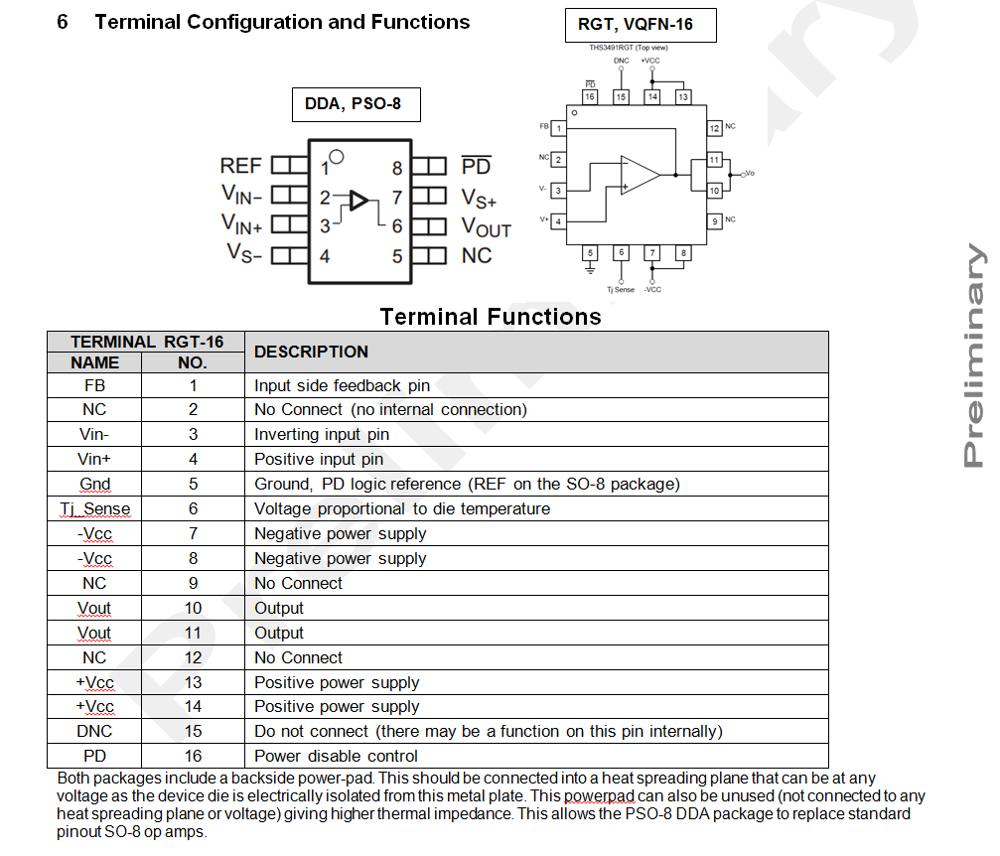 6 Terminal Configuration and Functions
RGT, VQFN-16
THS3491RGT (Top view)
DNC +VCC
PD
16 15 14 13
FB 1
NC 2
V- 3
V+ 4
12 NC
11
10
Vo
9 NC
5 6 7 8
Tj Sense -VCC
DDA, PSO-8
REF 1 8 PD
VIN− 2 7 VS+
VIN+ 3 6 VOUT
VS− 4 5 NC
Terminal Functions
TERMINAL RGT-16
NAME NO. DESCRIPTION
FB 1 Input side feedback pin
NC 2 No Connect (no internal connection)
Vin- 3 Inverting input pin
Vin+ 4 Positive input pin
Gnd 5 Ground, PD logic reference (REF on the SO-8 package)
Tj_Sense 6 Voltage proportional to die temperature
-Vcc 7 Negative power supply
-Vcc 8 Negative power supply
NC 9 No Connect
Vout 10 Output
Vout 11 Output
NC 12 No Connect
+Vcc 13 Positive power supply
+Vcc 14 Positive power supply
DNC 15 Do not connect (there may be a function on this pin internally)
PD 16 Power disable control
Both packages include a backside power-pad. This should be connected into a heat spreading plane that can be at any
voltage as the device die is electrically isolated from this metal plate. This powerpad can also be unused (not connected to any
heat spreading plane or voltage) giving higher thermal impedance. This allows the PSO-8 DDA package to replace standard
pinout SO-8 op amps.
Preliminary